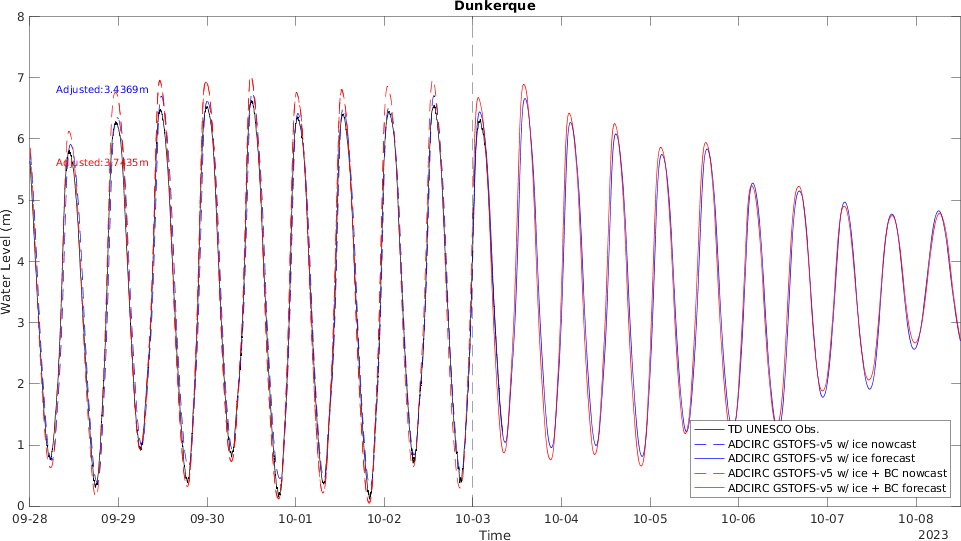 Dunkerque
8
7
6
5
4
3
2
1
0
Water Level (m)
Adjusted:3.4369m
Adjusted:3.7435m
TD UNESCO Obs.
ADCIRC GSTOFS-v5 w/ ice nowcast
ADCIRC GSTOFS-v5 w/ ice forecast
ADCIRC GSTOFS-v5 w/ ice + BC nowcast
ADCIRC GSTOFS-v5 w/ ice + BC forecast
09-28 09-29 09-30 10-01 10-02 10-03 10-04 10-05 10-06 10-07 10-08
Time
2023